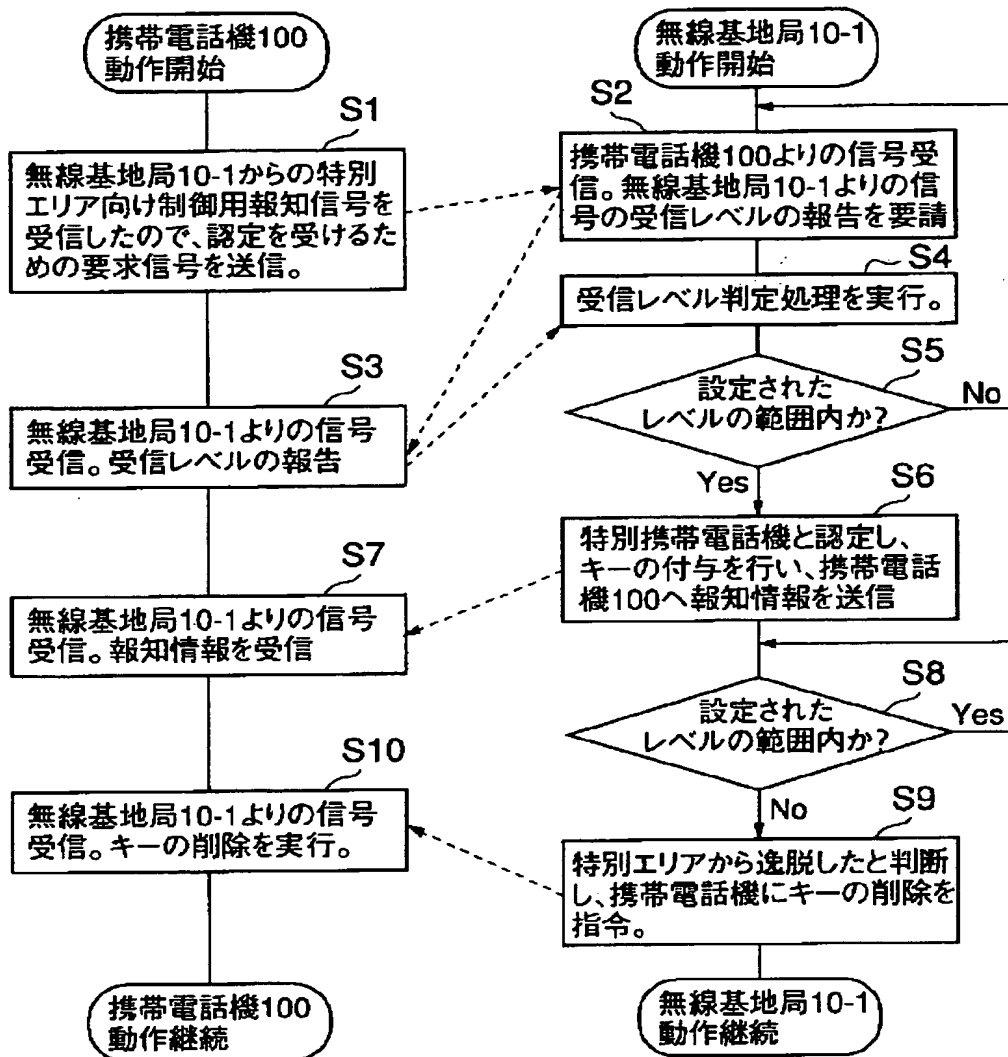 携帯電話機100
動作開始
無線基地局10-1
動作開始
S1
無線基地局10-1からの特別
エリア向け制御用報知信号を
受信したので、認定を受けるた
めの要求信号を送信。
S2
携帯電話機100よりの信号受
信。無線基地局10-1よりの信
号の受信レベルの報告を要請
S4
受信レベル判定処理を実行。
S3
無線基地局10-1よりの信号
受信。受信レベルの報告
S5
設定された
レベルの範囲内か?
No
Yes
S6
特別携帯電話機と認定し、
キーの付与を行い、携帯電話
機100へ報知情報を送信
S7
無線基地局10-1よりの信号
受信。報知情報を受信
S8
設定された
レベルの範囲内か?
Yes
No
S10
無線基地局10-1よりの信号
受信。キーの削除を実行。
S9
特別エリアから逸脱したと判断
し、携帯電話機にキーの削除を
指令。
携帯電話機100
動作継続
無線基地局10-1
動作継続